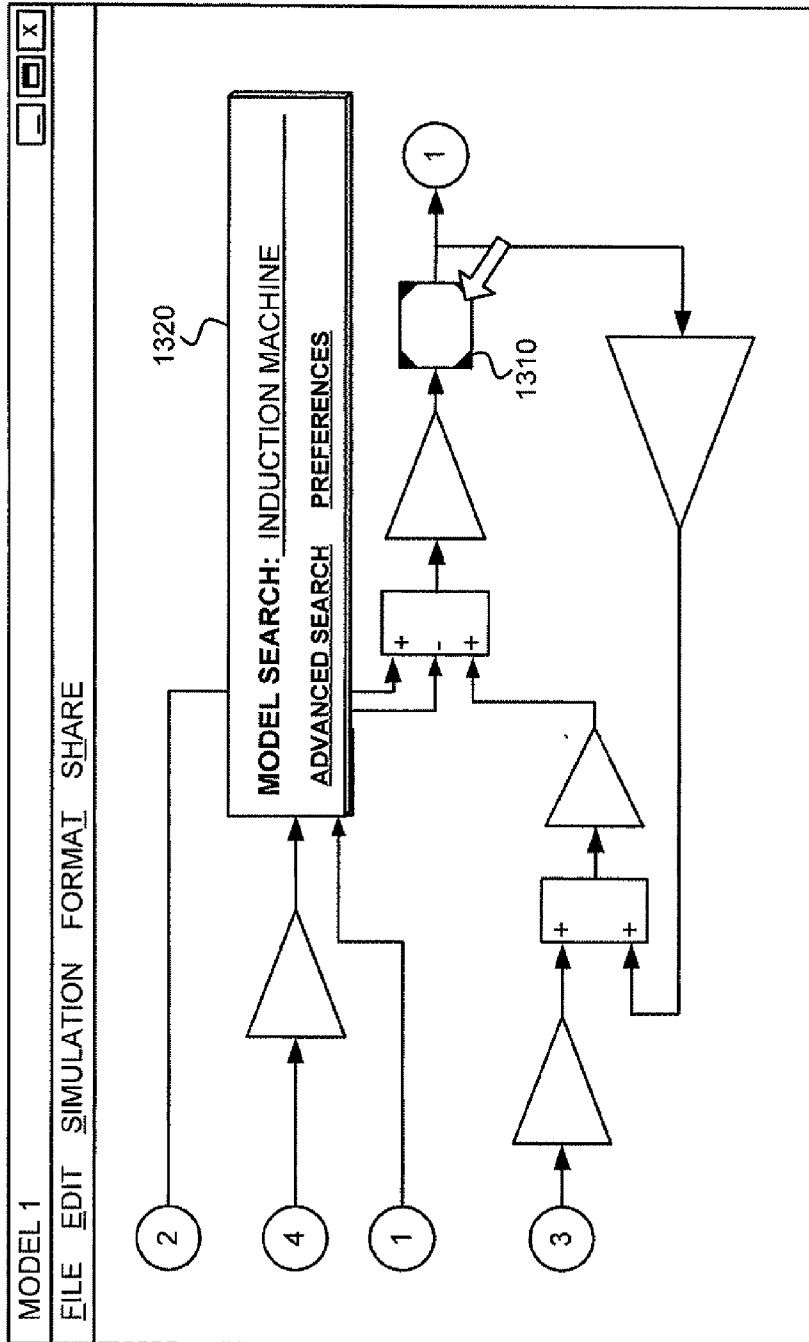 MODEL 1
_ X
FILE EDIT SIMULATION FORMAT SHARE
1320
MODEL SEARCH: INDUCTION MACHINE
ADVANCED SEARCH PREFERENCES
2
4
1
3
+
-
+
+
+
1310
1